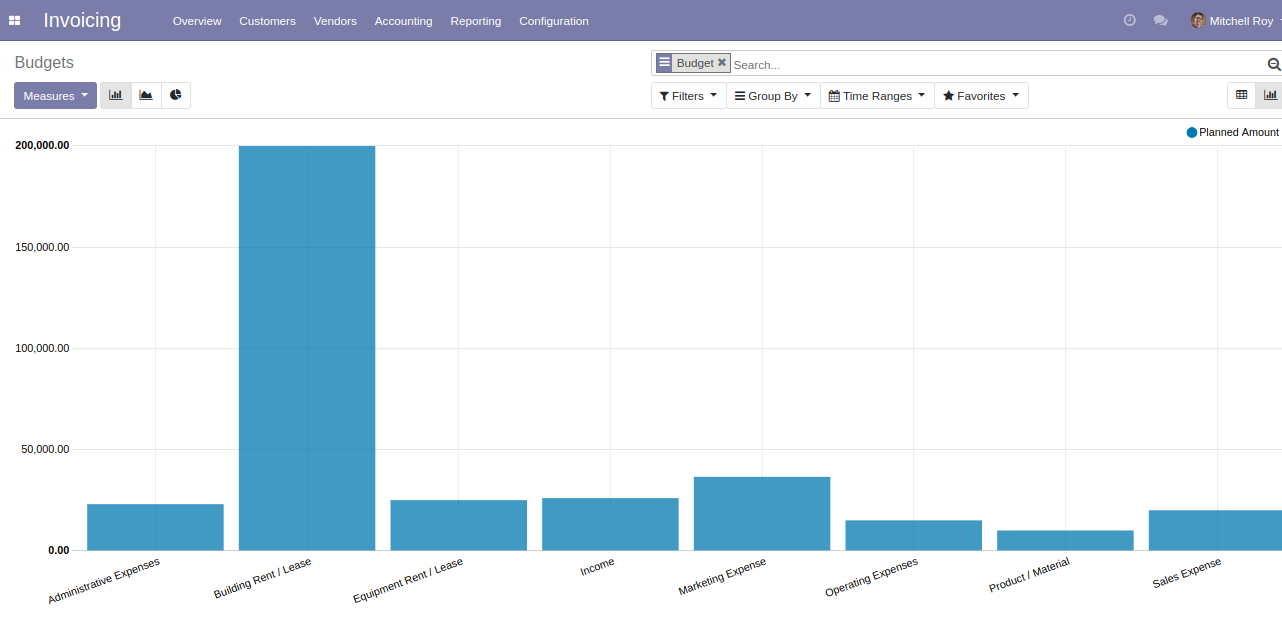 Invoicing Overview Customers Vendors Accounting Reporting Configuration Mitchell Roy
Budgets
Budget Search...
Measures
Filters Group By Time Ranges Favorites
Planned Amount
200,000.00
150,000.00
100,000.00
50,000.00
0.00
Administrative Expenses
Building Rent / Lease
Equipment Rent / Lease
Income
Marketing Expense
Operating Expenses
Product / Material
Sales Expense